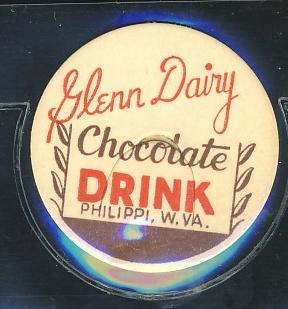 Glenn Dairy
Chocolate
DRINK
PHILIPPI, W.VA.